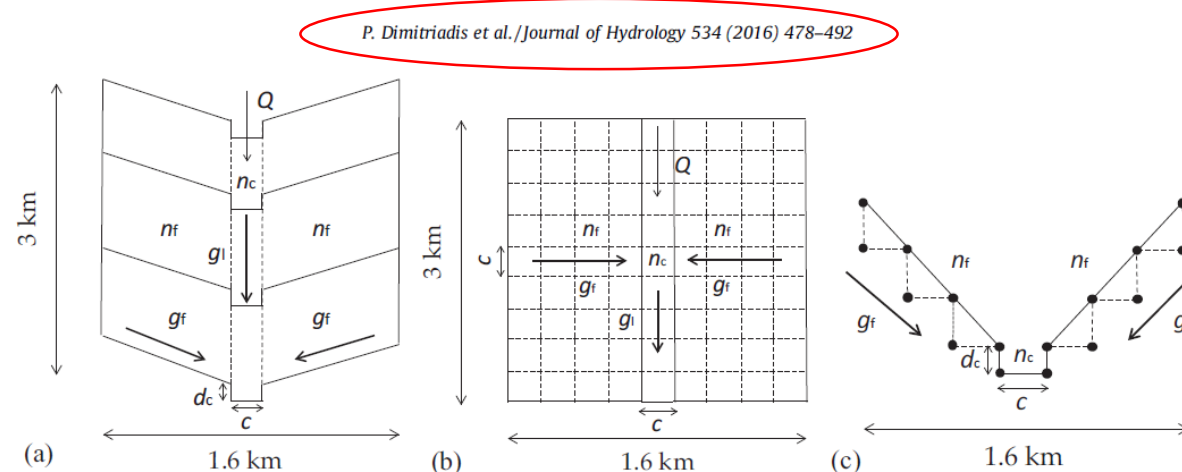 P. Dimitriadis et al./Journal of Hydrology 534 (2016) 478–492
Q
nc
nf
nf
gl
gf
gf
dc
c
3 km
1.6 km
(a)
Q
nf
nf
nc
c
gf
gf
gl
c
3 km
1.6 km
(b)
nf
nf
gf
g
dc
nc
c
1.6 km
(c)